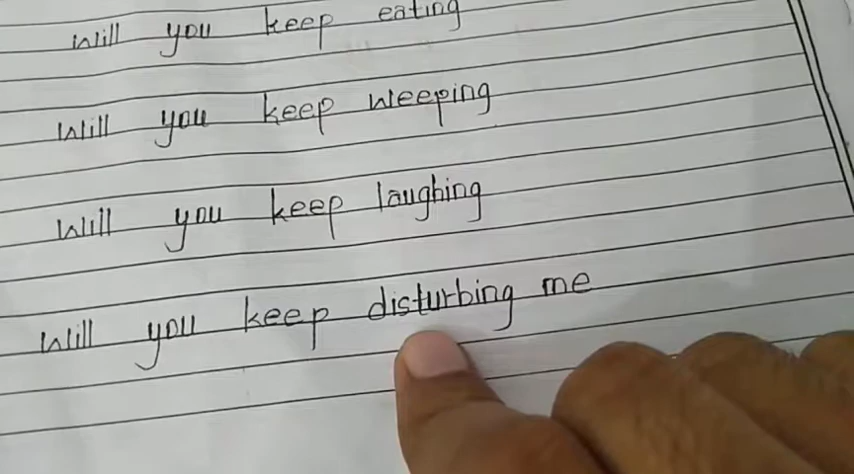 Will you keep eating
Will you keep weeping
Will you keep laughing
Will you keep disturbing me